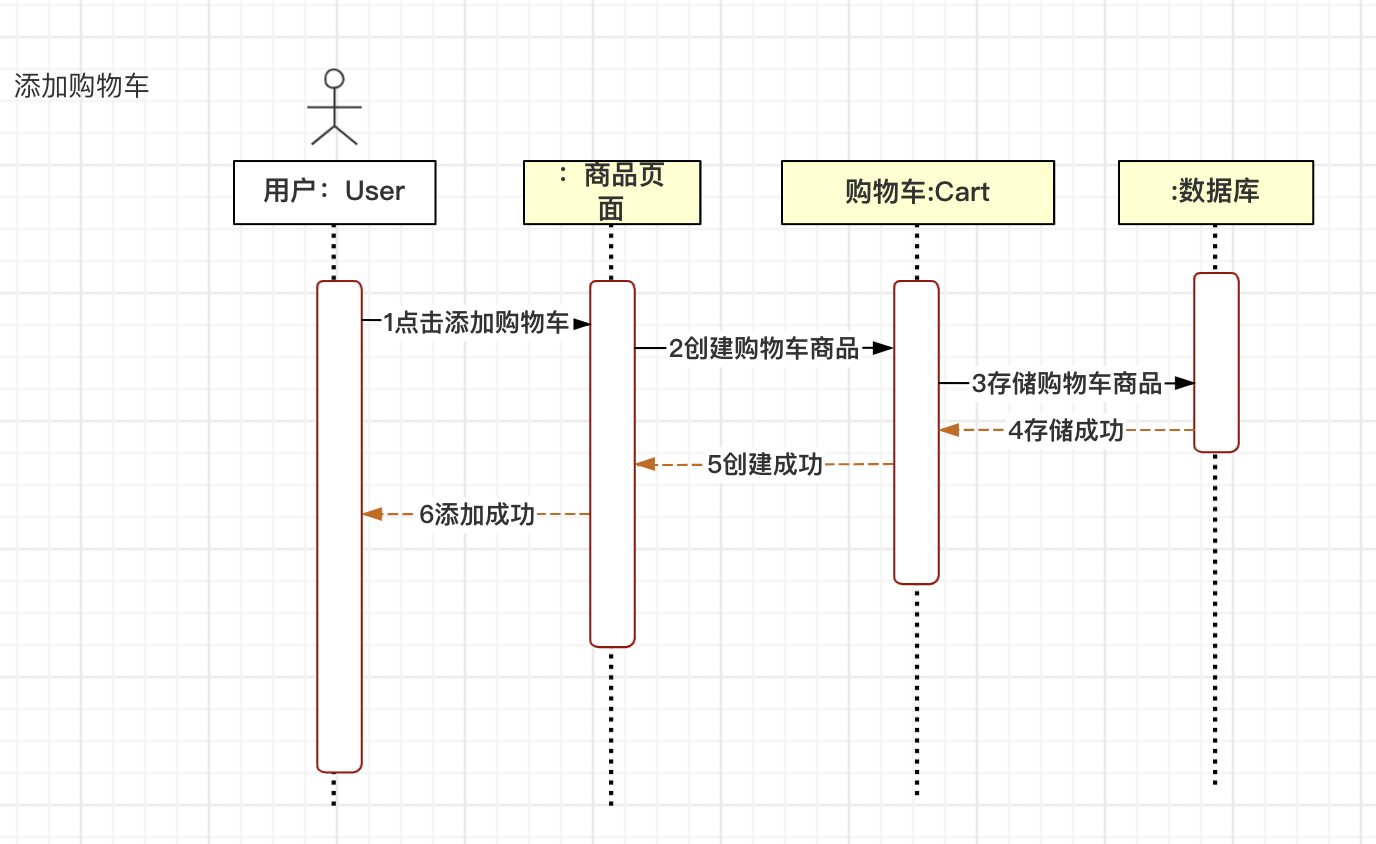 添加购物车
用户：User
：商品页
面
购物车:Cart
:数据库
1点击添加购物车
2创建购物车商品
3存储购物车商品
4存储成功
5创建成功
6添加成功